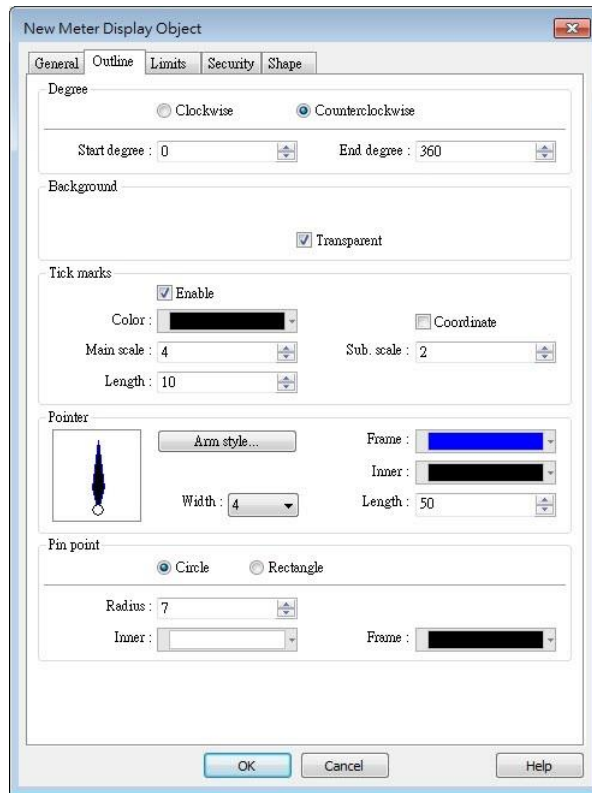 New Meter Display Object
General Outline Limits Security Shape
Degree
Clockwise Counterclockwise
Start degree : 0 End degree : 360
Background
Transparent
Tick marks
Enable
Color : Coordinate
Main scale : 4 Sub. scale : 2
Length : 10
Pointer
Arm style... Frame :
Inner :
Width : 4 Length : 50
Pin point
Circle Rectangle
Radius : 7
Inner : Frame :
OK Cancel Help